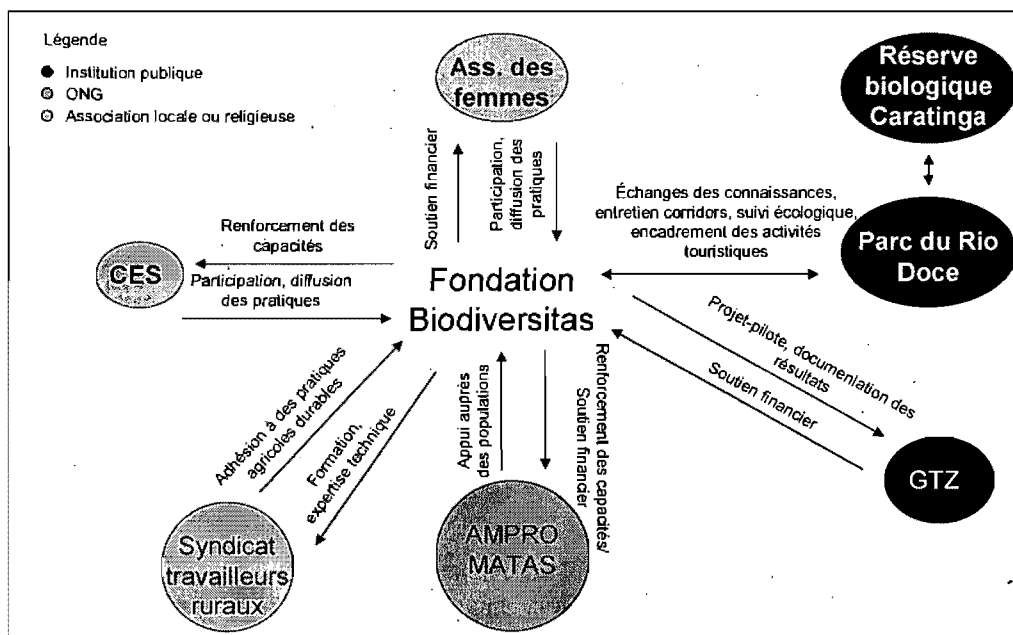 Légende
Institution publique
ONG
Association locale ou religieuse
Ass. des
femmes
Réserve
biologique
Caratinga
Soutien financier
Participation,
diffusion des
pratiques
Échanges des connaissances,
entretien corridors, suivi écologique,
encadrement des activités
touristiques
Parc du Rio
Doce
Renforcement des
capacités
CES
Participation, diffusion
des pratiques
Fondation
Biodiversitas
Projet-pilote, documentation des
résultats
Soutien financier
GTZ
Adhésion à des pratiques
agricoles durables
Formation,
expertise technique
Appui auprès
des populations
Renforcement des capacités/
Soutien financier
Syndicat
travailleurs
ruraux
AMPRO
MATAS